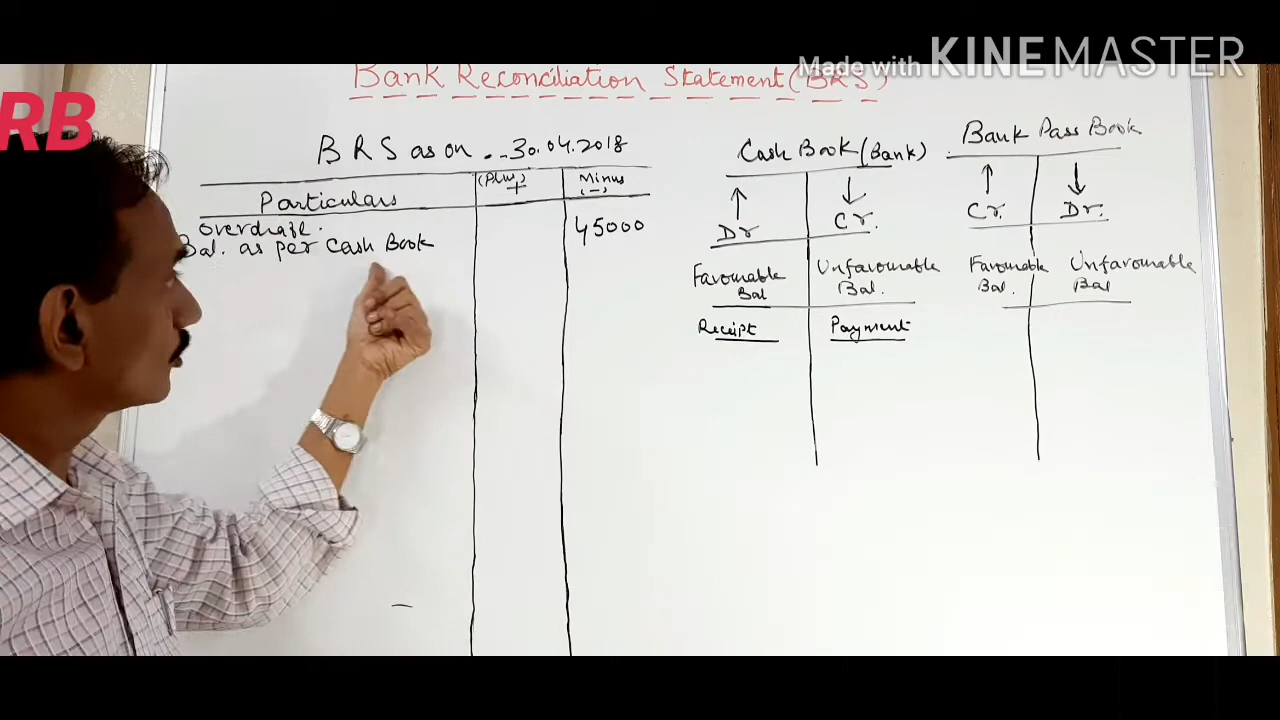 Made with KINEMASTER
RB
Bank Reconciliation Statement (BRS)
BRS as on . - 30.04.2018
Particulars
(Plus)
+
Minus
(-)
overdraft.
Bal. as per Cash Book
45000
Cash Book (Bank)
Dr
Cr.
Favourable
Bal
Unfavourable
Bal.
Receipt
Payment
Bank Pass Book
Cr.
Dr.
Favourable
Bal.
Unfavourable
Bal